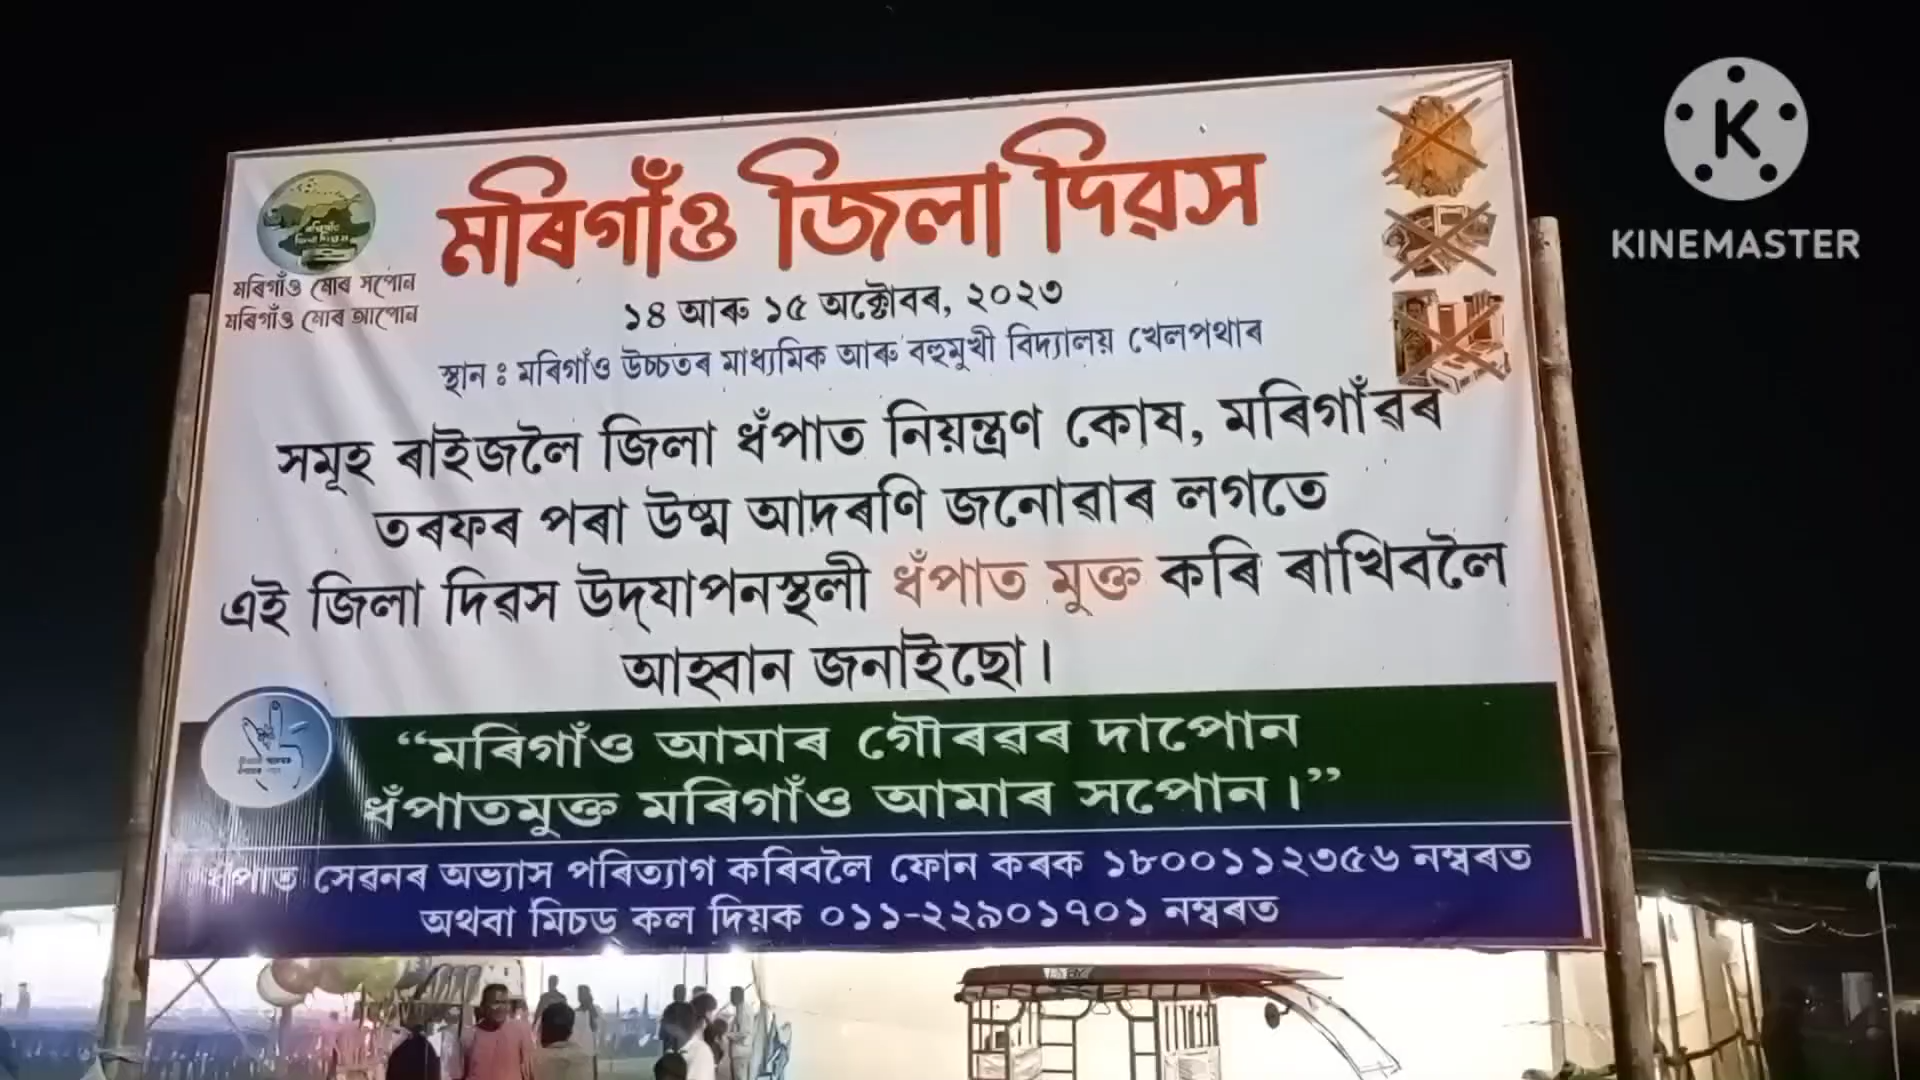 মৰিগাঁও জিলা দিৱস
১৪ আৰু ১৫ অক্টোবৰ, ২০২৩
স্থান : মৰিগাঁও উচ্চতৰ মাধ্যমিক আৰু বহুমুখী বিদ্যালয় খেলপথাৰ
মৰিগাঁও মোৰ সপোন
মৰিগাঁও মোৰ আপোন
সমূহ ৰাইজলৈ জিলা ধঁপাত নিয়ন্ত্ৰণ কোষ, মৰিগাঁৱৰ
তৰফৰ পৰা উষ্ম আদৰণি জনোৱাৰ লগতে
এই জিলা দিৱস উদ্‌যাপনস্থলী ধঁপাত মুক্ত কৰি ৰাখিবলৈ
আহ্বান জনাইছো।
“মৰিগাঁও আমাৰ গৌৰৱৰ দাপোন
ধঁপাতমুক্ত মৰিগাঁও আমাৰ সপোন।”
ধঁপাত সেৱনৰ অভ্যাস পৰিত্যাগ কৰিবলৈ ফোন কৰক ১৮০০১১২৩৫৬ নম্বৰত
অথবা মিচড্ কল দিয়ক ০১১-২২৯০১৭০১ নম্বৰত
K
KINEMASTER